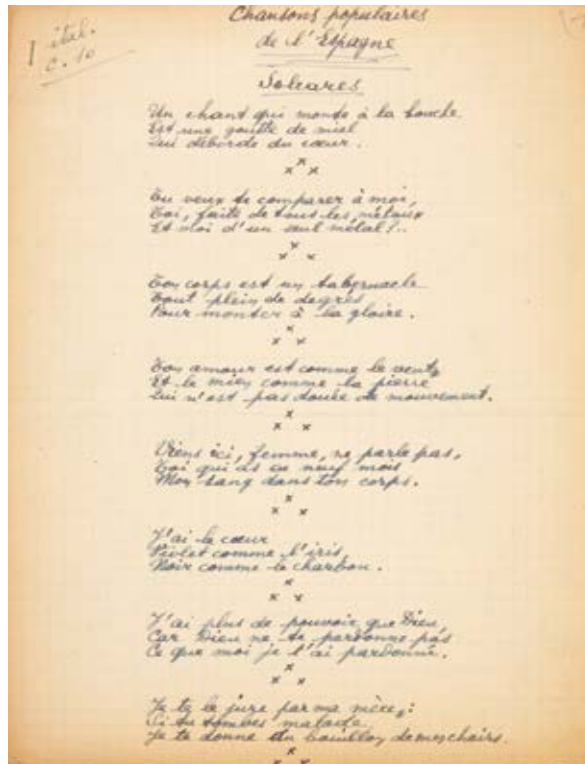 I ital.
c. 10
Chansons populaires
de l'Espagne
Soleares
Un chant qui monte à la bouche
Est une goutte de miel
Qui déborde du cœur.
x x x
Tu veux te comparer à moi,
Toi, faite de tous les métaux
Et moi d'un seul métal!..
x x x
Ton corps est un tabernacle
Tout plein de degrés
Pour monter à la gloire.
x x x
Ton amour est comme le vent,
Et le mien comme la pierre
Qui n'est pas douée de mouvement.
x x x
Viens ici, femme, ne parle pas,
Toi qui as eu neuf mois
Mon sang dans ton corps.
x x x
J'ai le cœur
Violet comme l'iris,
Noir comme le charbon.
x x x
J'ai plus de pouvoir que Dieu,
Car Dieu ne te pardonne pas
Ce que moi je t'ai pardonné.
x x x
Je te le jure par ma mère,:
Si tu tombes malade
Je te donne du bouillon de mes chairs.
x x x